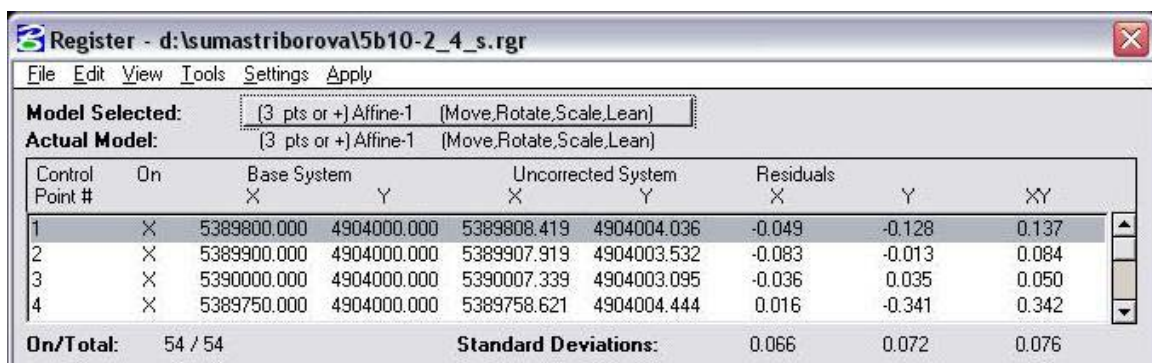 Register - d:\sumastriborova\5b10-2_4_s.rgr
File Edit View Tools Settings Apply
Model Selected: (3 pts or +) Affine-1 (Move,Rotate,Scale,Lean)
Actual Model: (3 pts or +) Affine-1 (Move,Rotate,Scale,Lean)
Control On Base System Uncorrected System Residuals
Point # X Y X Y X Y XY
1 X 5389800.000 4904000.000 5389808.419 4904004.036 -0.049 -0.128 0.137
2 X 5389900.000 4904000.000 5389907.919 4904003.532 -0.083 -0.013 0.084
3 X 5390000.000 4904000.000 5390007.339 4904003.095 -0.036 0.035 0.050
4 X 5389750.000 4904000.000 5389758.621 4904004.444 0.016 -0.341 0.342
On/Total: 54 / 54 Standard Deviations: 0.066 0.072 0.076